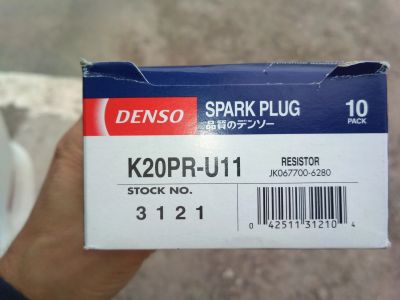 DENSO
SPARK PLUG
品質のデンソー
10
PACK
K20PR-U11
RESISTOR
JK067700-6280
STOCK NO.
3121
0 42511 31210 4